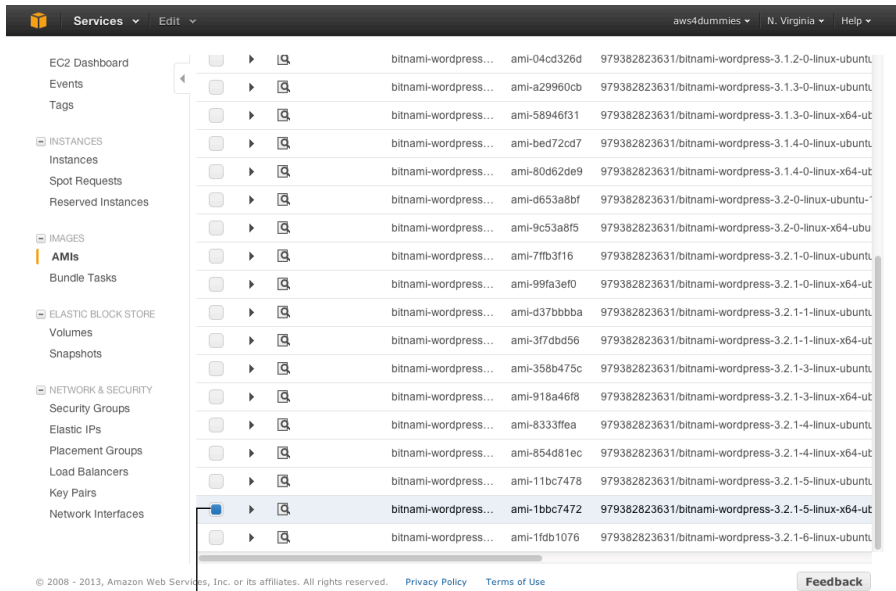 Services Edit aws4dummies N. Virginia Help
EC2 Dashboard
Events
Tags
INSTANCES
Instances
Spot Requests
Reserved Instances
IMAGES
AMIs
Bundle Tasks
ELASTIC BLOCK STORE
Volumes
Snapshots
NETWORK & SECURITY
Security Groups
Elastic IPs
Placement Groups
Load Balancers
Key Pairs
Network Interfaces
bitnami-wordpress... ami-04cd326d 979382823631/bitnami-wordpress-3.1.2-0-linux-ubuntu
bitnami-wordpress... ami-a29960cb 979382823631/bitnami-wordpress-3.1.3-0-linux-ubuntu
bitnami-wordpress... ami-58946f31 979382823631/bitnami-wordpress-3.1.3-0-linux-x64-ub
bitnami-wordpress... ami-bed72cd7 979382823631/bitnami-wordpress-3.1.4-0-linux-ubuntu
bitnami-wordpress... ami-80d62de9 979382823631/bitnami-wordpress-3.1.4-0-linux-x64-ub
bitnami-wordpress... ami-d653a8bf 979382823631/bitnami-wordpress-3.2-0-linux-ubuntu-1
bitnami-wordpress... ami-9c53a8f5 979382823631/bitnami-wordpress-3.2-0-linux-x64-ubu
bitnami-wordpress... ami-7ffb3f16 979382823631/bitnami-wordpress-3.2.1-0-linux-ubuntu
bitnami-wordpress... ami-99fa3ef0 979382823631/bitnami-wordpress-3.2.1-0-linux-x64-ub
bitnami-wordpress... ami-d37bbbba 979382823631/bitnami-wordpress-3.2.1-1-linux-ubuntu
bitnami-wordpress... ami-3f7dbd56 979382823631/bitnami-wordpress-3.2.1-1-linux-x64-ub
bitnami-wordpress... ami-358b475c 979382823631/bitnami-wordpress-3.2.1-3-linux-ubuntu
bitnami-wordpress... ami-918a46f8 979382823631/bitnami-wordpress-3.2.1-3-linux-x64-ub
bitnami-wordpress... ami-8333ffea 979382823631/bitnami-wordpress-3.2.1-4-linux-ubuntu
bitnami-wordpress... ami-854d81ec 979382823631/bitnami-wordpress-3.2.1-4-linux-x64-ub
bitnami-wordpress... ami-11bc7478 979382823631/bitnami-wordpress-3.2.1-5-linux-ubuntu
bitnami-wordpress... ami-1bbc7472 979382823631/bitnami-wordpress-3.2.1-5-linux-x64-ub
bitnami-wordpress... ami-1fdb1076 979382823631/bitnami-wordpress-3.2.1-6-linux-ubuntu
© 2008 - 2013, Amazon Web Services, Inc. or its affiliates. All rights reserved. Privacy Policy Terms of Use Feedback